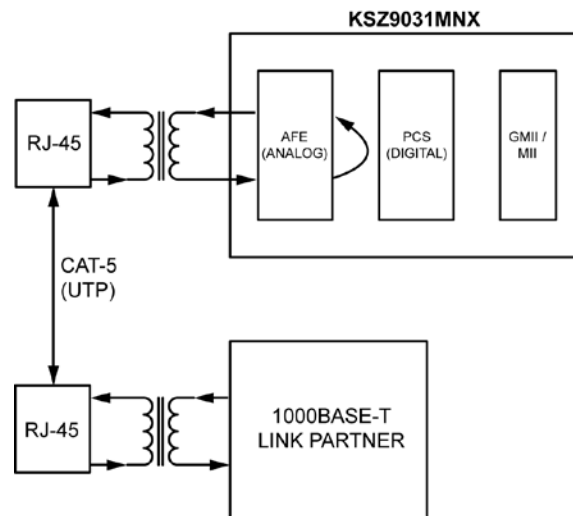 KSZ9031MNX
RJ-45
AFE
(ANALOG)
PCS
(DIGITAL)
GMII /
MII
CAT-5
(UTP)
RJ-45
1000BASE-T
LINK PARTNER